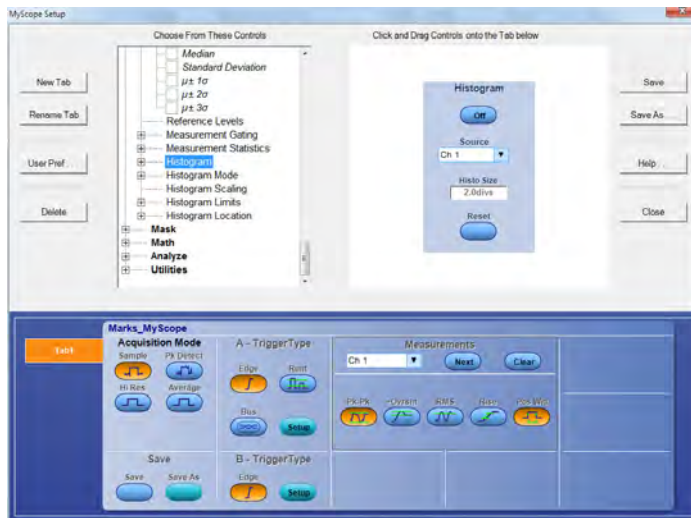 MyScope Setup
Choose From These Controls
Click and Drag Controls onto the Tab below
New Tab
Rename Tab
User Pref...
Delete
Median
Standard Deviation
μ± 1σ
μ± 2σ
μ± 3σ
Reference Levels
Measurement Gating
Measurement Statistics
Histogram
Histogram Mode
Histogram Scaling
Histogram Limits
Histogram Location
Mask
Math
Analyze
Utilities
Histogram
Off
Source
Ch 1
Histo Size
2.0divs
Reset
Save
Save As...
Help...
Close
Tab1
Marks_MyScope
Acquisition Mode
Sample Pk Detect
Hi Res Average
Save
Save Save As
A - TriggerType
Edge Runt
Bus
Setup
B - TriggerType
Edge
Setup
Measurements
Ch 1 Next Clear
Pk-Pk +Ovrsht RMS Rise Pos Wid